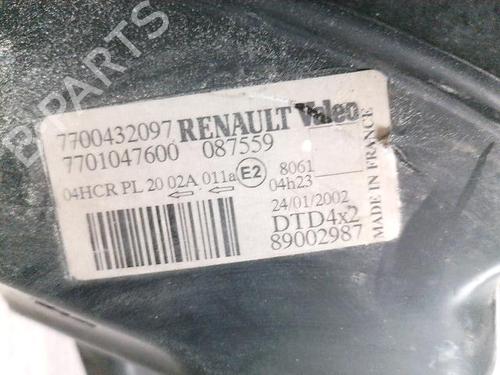 B-PARTS
7700432097 RENAULT Valeo
7701047600 087559
04HCR PL 20 02A 011a E2 8061
04h23
24/01/2002
DTD4x2
89002987
MADE IN FRANCE